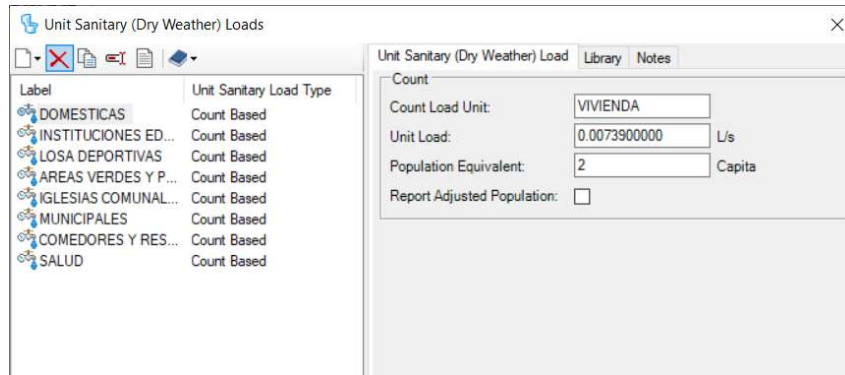 Unit Sanitary (Dry Weather) Loads
Label Unit Sanitary Load Type
DOMESTICAS Count Based
INSTITUCIONES ED... Count Based
LOSA DEPORTIVAS Count Based
AREAS VERDES Y P... Count Based
IGLESIAS COMUNAL... Count Based
MUNICIPALES Count Based
COMEDORES Y RES... Count Based
SALUD Count Based
Unit Sanitary (Dry Weather) Load Library Notes
Count
Count Load Unit: VIVIENDA
Unit Load: 0.0073900000 L/s
Population Equivalent: 2 Capita
Report Adjusted Population: